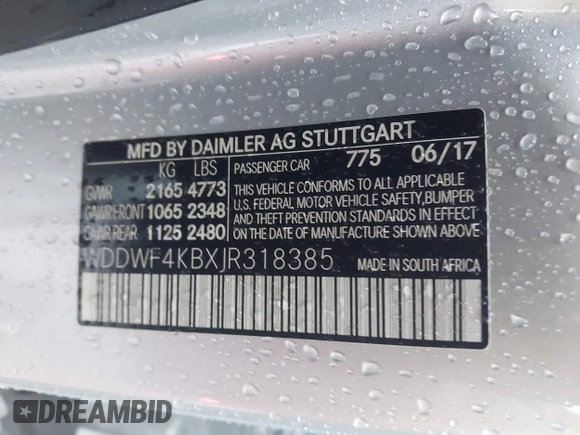 MFD BY DAIMLER AG STUTTGART
KG LBS PASSENGER CAR 775 06/17
GVWR 2165 4773 THIS VEHICLE CONFORMS TO ALL APPLICABLE
GAWR FRONT 1065 2348 U.S. FEDERAL MOTOR VEHICLE SAFETY,BUMPER
GAWR REAR 1125 2480 AND THEFT PREVENTION STANDARDS IN EFFECT
ON THE DATE OF MANUFACTURE SHOWN ABOVE.
WDDWF4KBXJR318385 MADE IN SOUTH AFRICA
DREAMBID